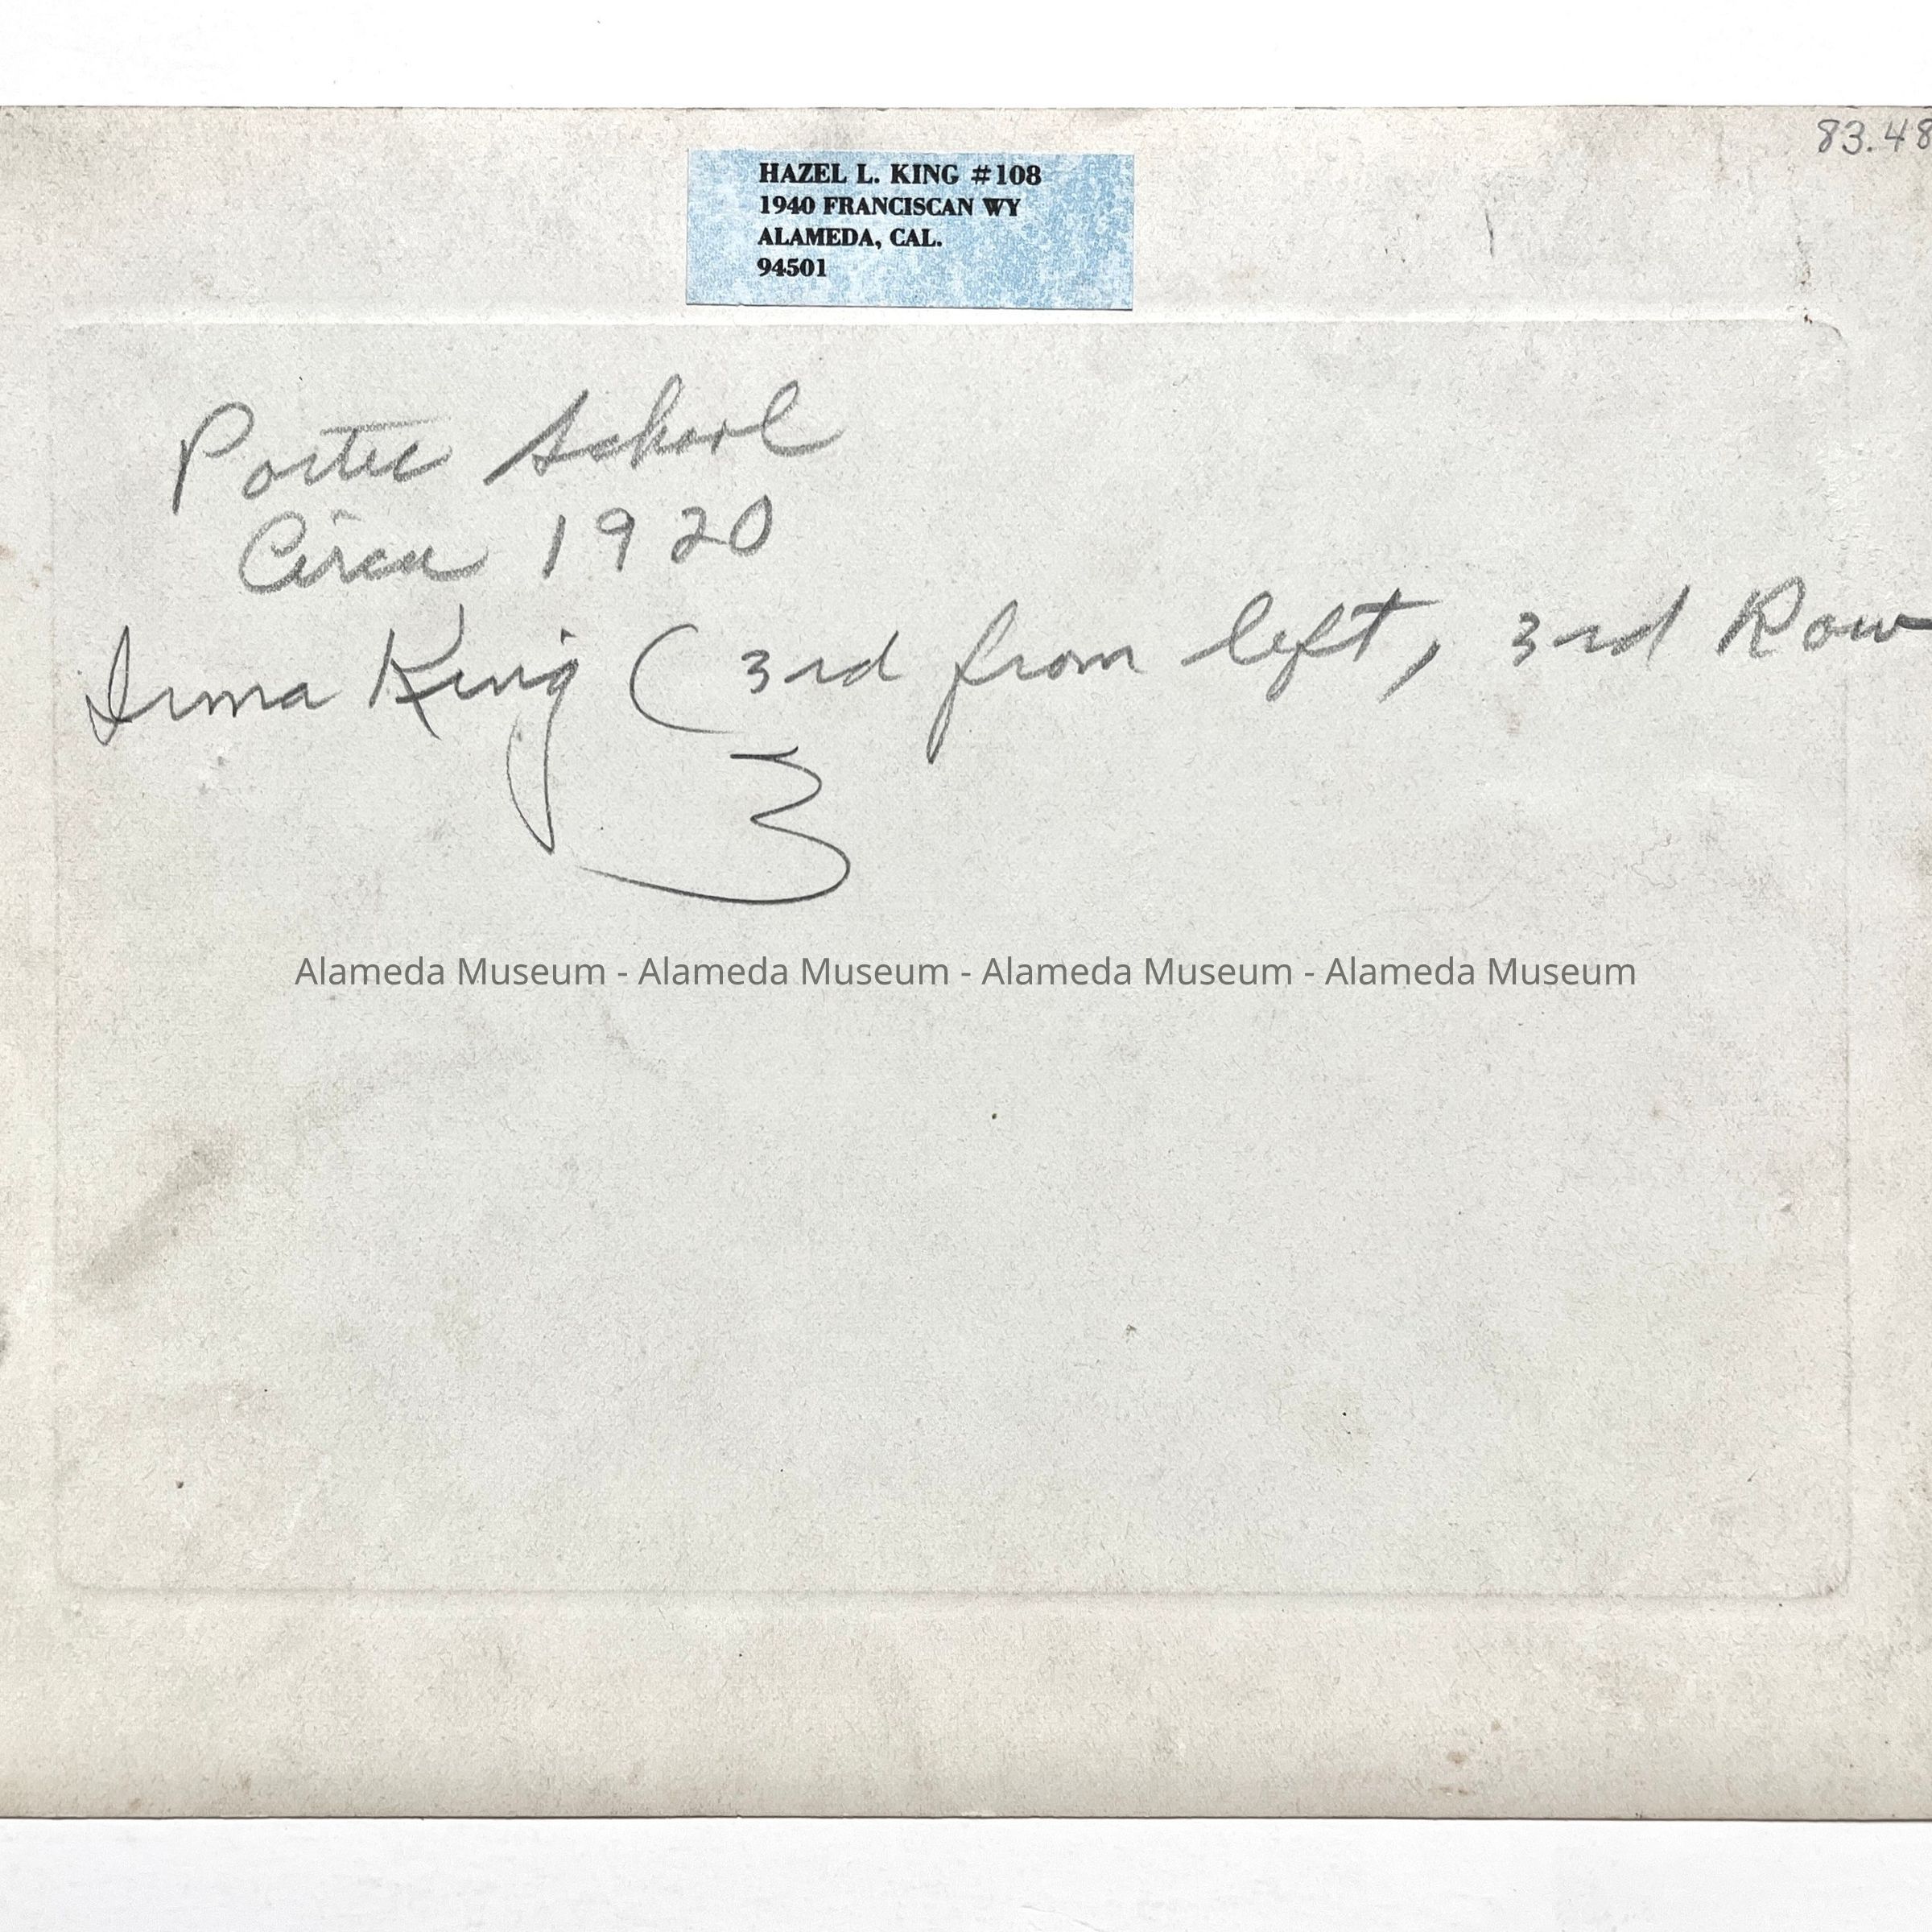 83.48
HAZEL L. KING #108
1940 FRANCISCAN WY
ALAMEDA, CAL.
94501
Porter School
Circa 1920
Irma King (3rd from left, 3rd Row
3
Alameda Museum - Alameda Museum - Alameda Museum - Alameda Museum